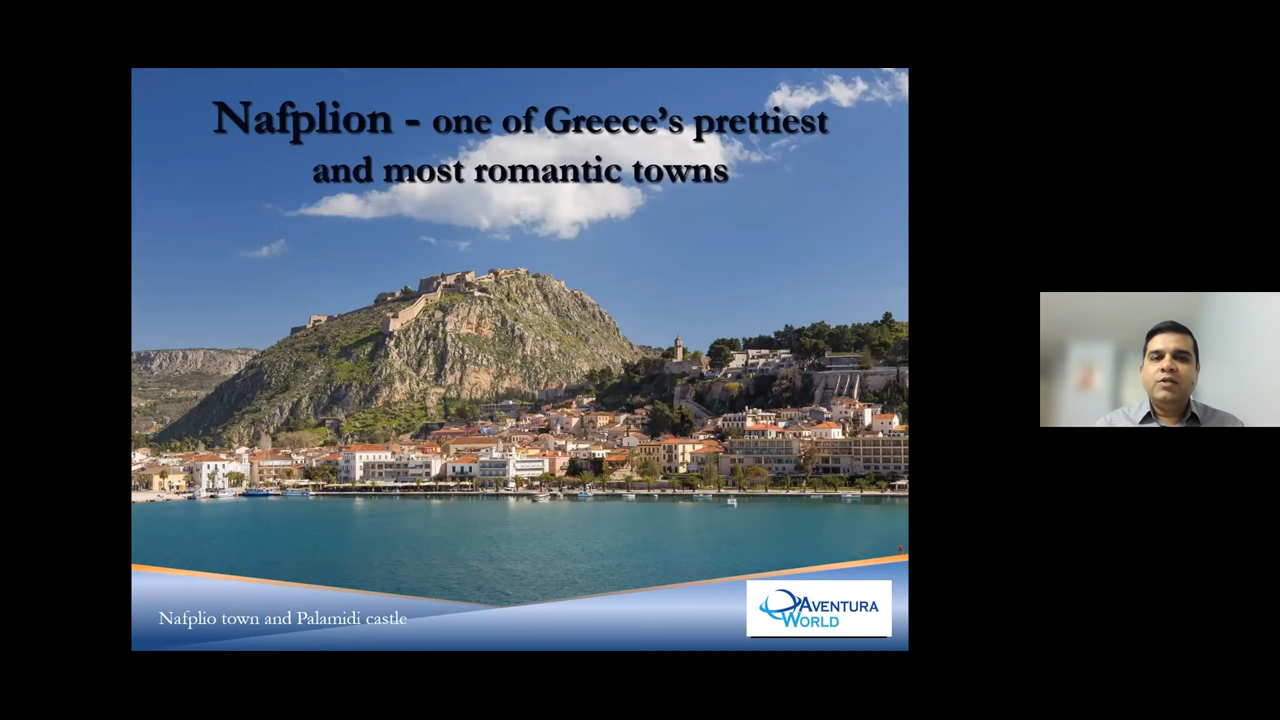 Nafplion - one of Greece's prettiest
and most romantic towns
Nafplio town and Palamidi castle
AVENTURA
WORLD